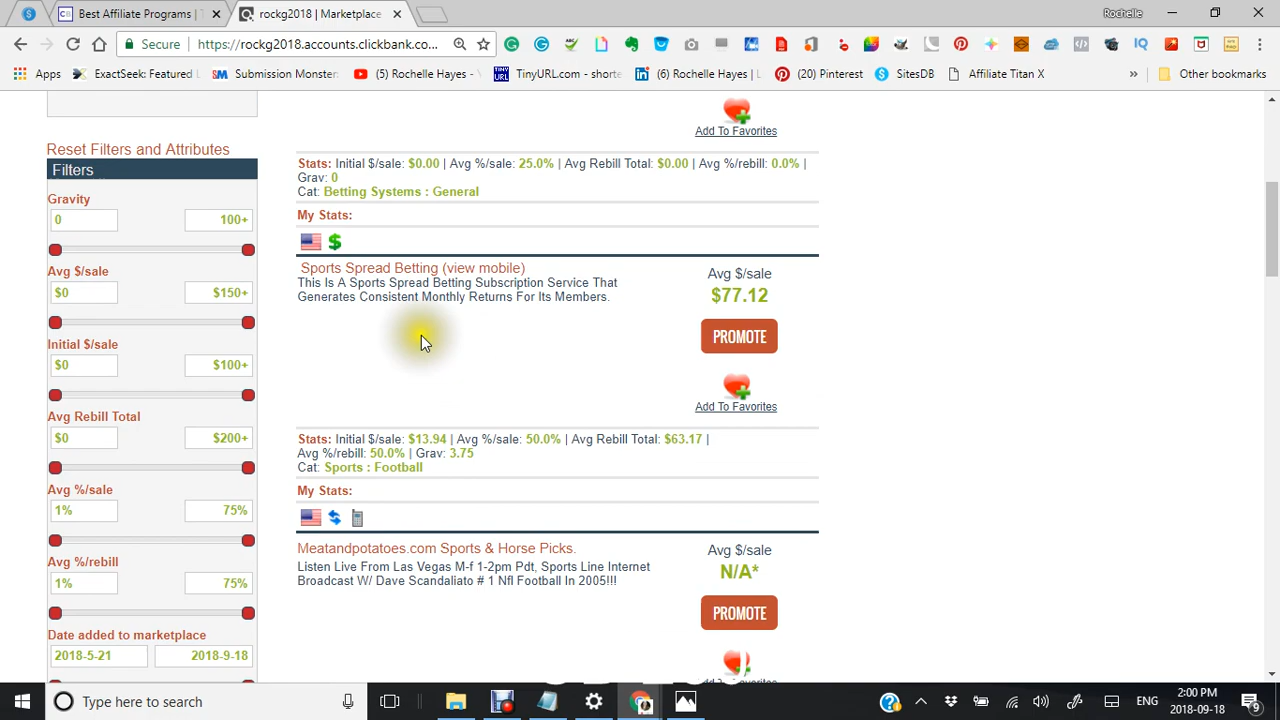 Best Affiliate Programs |
rockg2018 | Marketplace
Rochelle
Secure
https://rockg2018.accounts.clickbank.co...
Apps
ExactSeek: Featured L
Submission Monster:
(5) Rochelle Hayes -
TinyURL.com - shorte
(6) Rochelle Hayes |
(20) Pinterest
SitesDB
Affiliate Titan X
»
Other bookmarks
Add To Favorites
Stats: Initial $/sale: $0.00 | Avg %/sale: 25.0% | Avg Rebill Total: $0.00 | Avg %/rebill: 0.0% |
Grav: 0
Cat: Betting Systems : General
My Stats:
Reset Filters and Attributes
Filters
Gravity
0 100+
Avg $/sale
$0 $150+
Initial $/sale
$0 $100+
Avg Rebill Total
$0 $200+
Avg %/sale
1% 75%
Avg %/rebill
1% 75%
Date added to marketplace
2018-5-21 2018-9-18
Sports Spread Betting (view mobile)
This Is A Sports Spread Betting Subscription Service That
Generates Consistent Monthly Returns For Its Members.
Avg $/sale
$77.12
PROMOTE
Add To Favorites
Stats: Initial $/sale: $13.94 | Avg %/sale: 50.0% | Avg Rebill Total: $63.17 |
Avg %/rebill: 50.0% | Grav: 3.75
Cat: Sports : Football
My Stats:
Meatandpotatoes.com Sports & Horse Picks.
Listen Live From Las Vegas M-f 1-2pm Pdt, Sports Line Internet
Broadcast W/ Dave Scandaliato # 1 Nfl Football In 2005!!!
Avg $/sale
N/A*
PROMOTE
Type here to search
ENG
2:00 PM
2018-09-18